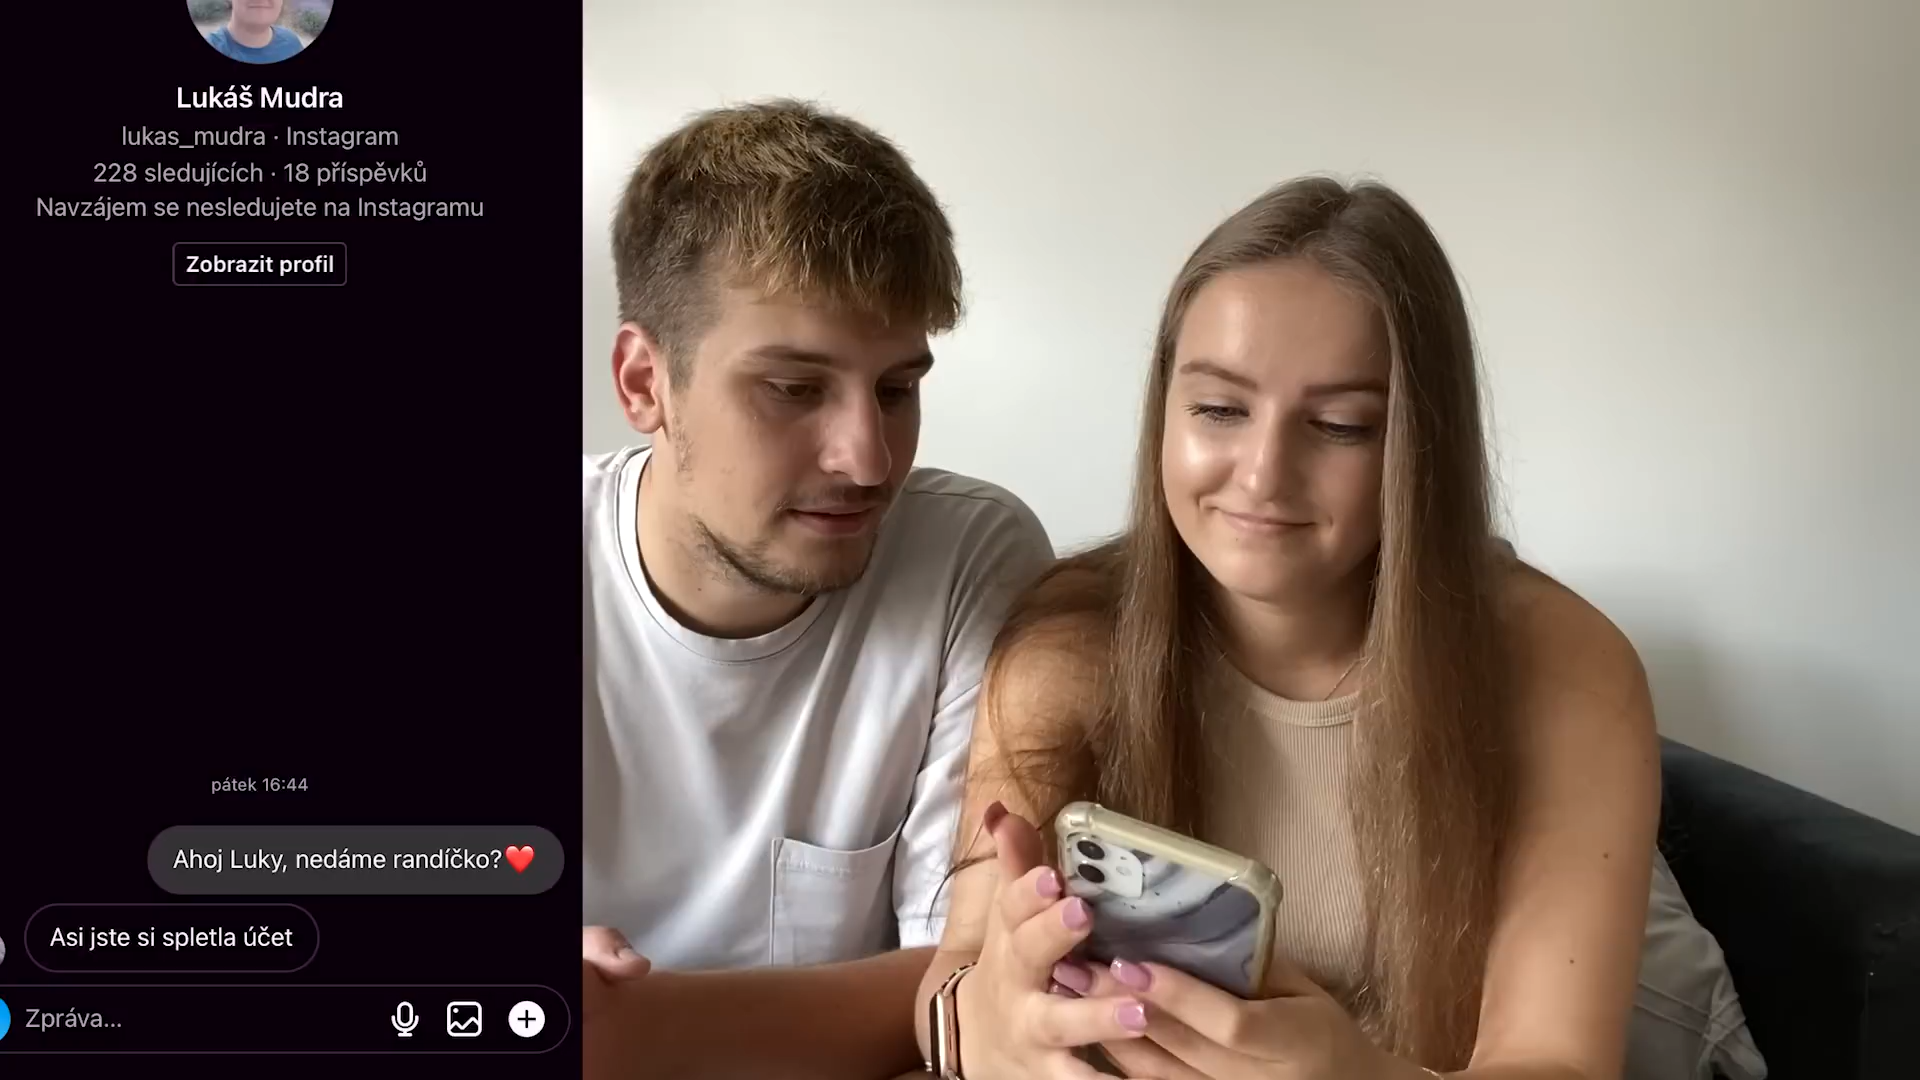 Lukáš Mudra
lukas_mudra · Instagram
228 sledujících · 18 příspěvků
Navzájem se nesledujete na Instagramu
Zobrazit profil
pátek 16:44
Ahoj Luky, nedáme randíčko?❤️
Asi jste si spletla účet
Zpráva...